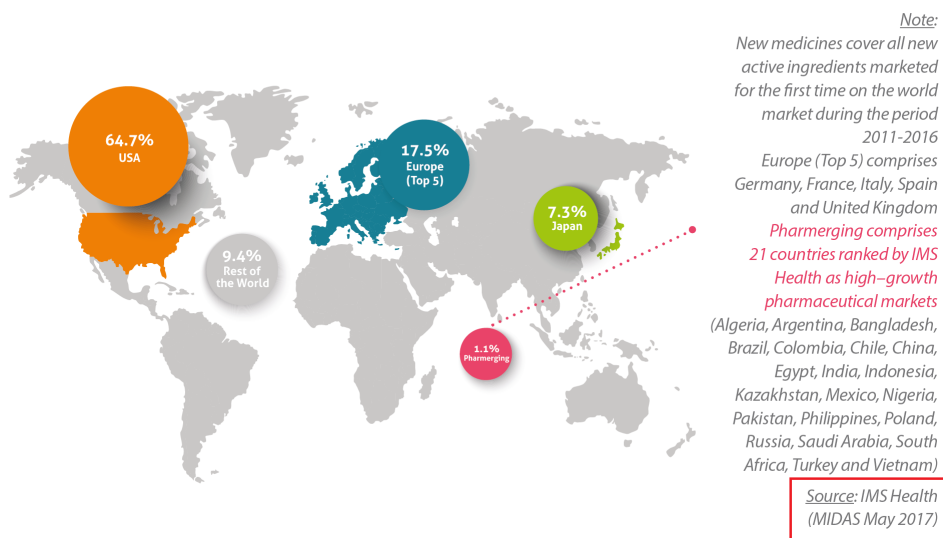 64.7%
USA
17.5%
Europe
(Top 5)
7.3%
Japan
9.4%
Rest of
the World
1.1%
Pharmerging
Note:
New medicines cover all new
active ingredients marketed
for the first time on the world
market during the period
2011-2016
Europe (Top 5) comprises
Germany, France, Italy, Spain
and United Kingdom
Pharmerging comprises
21 countries ranked by IMS
Health as high–growth
pharmaceutical markets
(Algeria, Argentina, Bangladesh,
Brazil, Colombia, Chile, China,
Egypt, India, Indonesia,
Kazakhstan, Mexico, Nigeria,
Pakistan, Philippines, Poland,
Russia, Saudi Arabia, South
Africa, Turkey and Vietnam)
Source: IMS Health
(MIDAS May 2017)